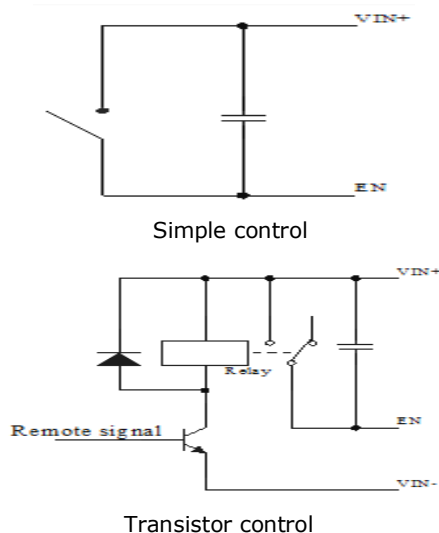 VIN+
EN
Simple control
VIN+
Relay
EN
Remote signal
VIN-
Transistor control